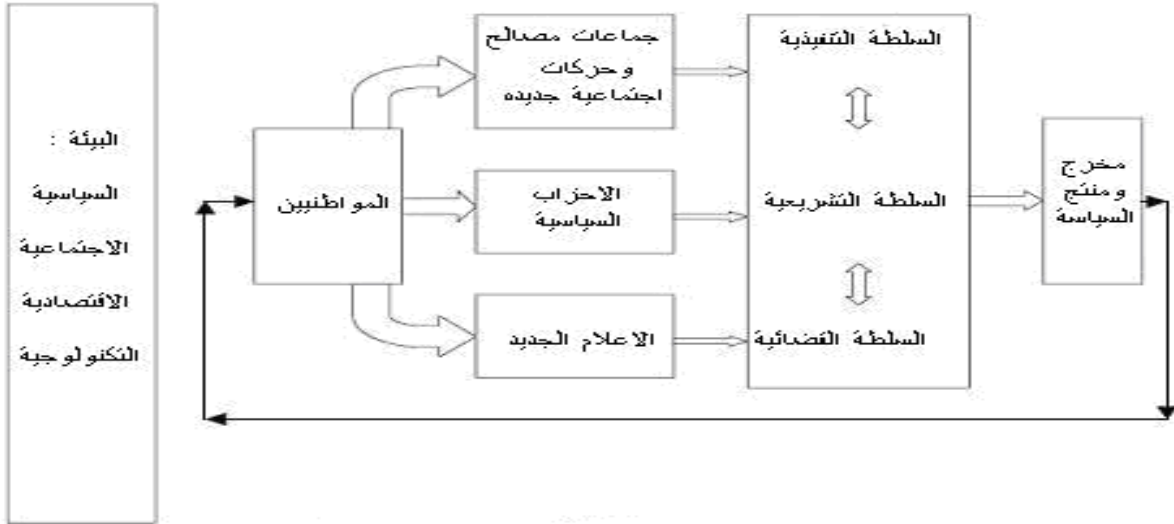 البيئة :
السياسية
الاجتماعية
الاقتصادية
التكنولوجية
المواطنيين
جماعات مصالح
وحركات
اجتماعية جديده
الاحزاب
السياسية
الاعلام الجديد
السلطة التنفيذية
السلطة التشريعية
السلطة القضائية
مخرج
ومنتج
السياسة